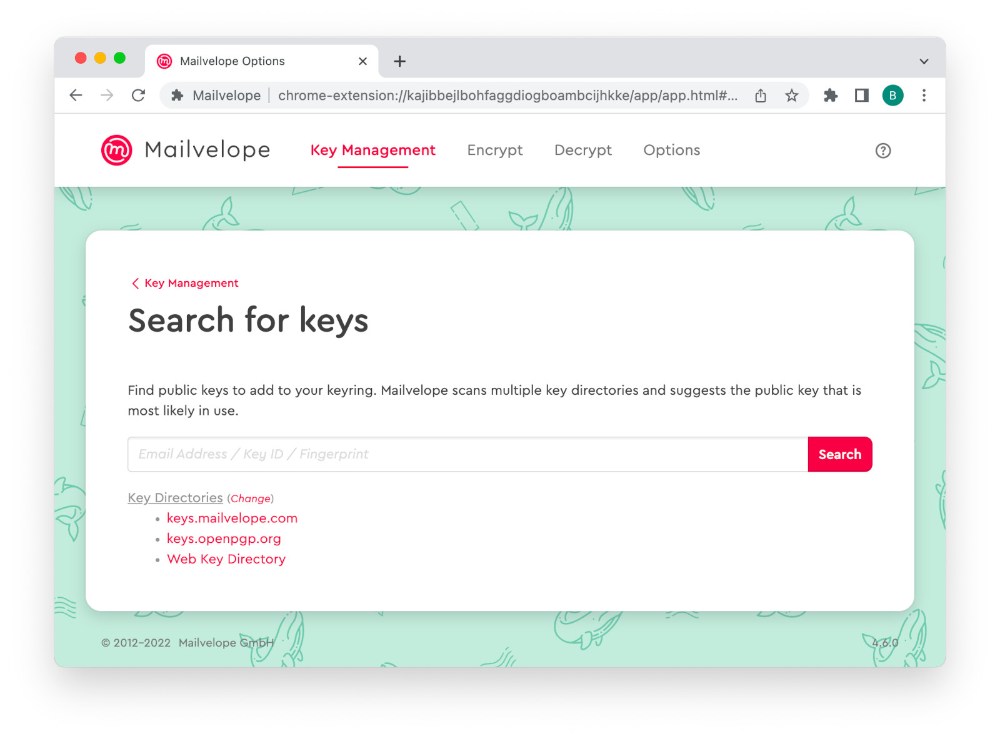 Mailvelope Options
Mailvelope chrome-extension://kajibbejlbohfaggdiogboambcijhkke/app/app.html#... B
Mailvelope Key Management Encrypt Decrypt Options ?
Key Management
Search for keys
Find public keys to add to your keyring. Mailvelope scans multiple key directories and suggests the public key that is
most likely in use.
Email Address / Key ID / Fingerprint Search
Key Directories (Change)
• keys.mailvelope.com
• keys.openpgp.org
• Web Key Directory
© 2012–2022 Mailvelope GmbH 4.6.0